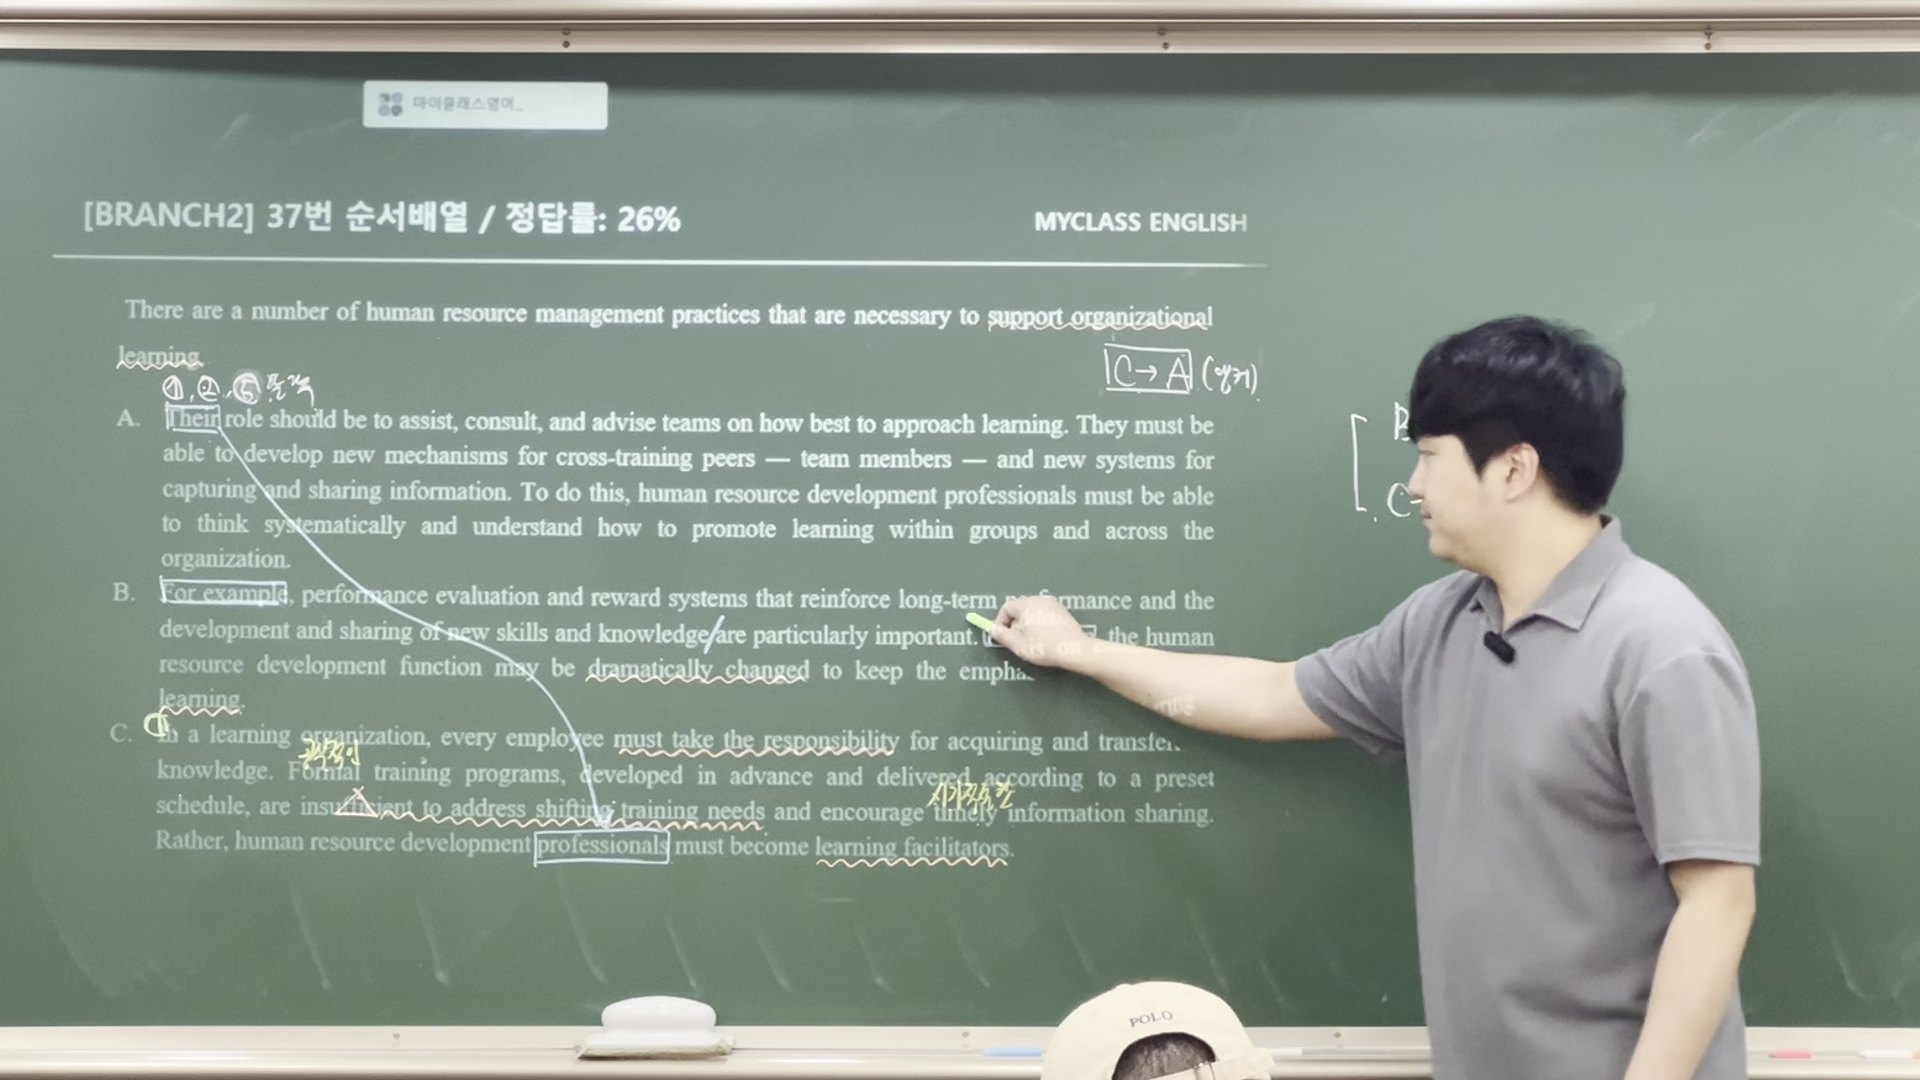 마이클래스영어_
[BRANCH2] 37번 순서배열 / 정답률: 26%
MYCLASS ENGLISH
There are a number of human resource management practices that are necessary to support organizational
learning.
C→A
①, ②, ⑤
A. Their role should be to assist, consult, and advise teams on how best to approach learning. They must be
able to develop new mechanisms for cross-training peers — team members — and new systems for
capturing and sharing information. To do this, human resource development professionals must be able
to think systematically and understand how to promote learning within groups and across the
organization.
B
C
B. For example, performance evaluation and reward systems that reinforce long-term performance and the
development and sharing of new skills and knowledge/are particularly important. the human
resource development function may be dramatically changed to keep the emphasis on
learning.
C. In a learning organization, every employee must take the responsibility for acquiring and
knowledge. Formal training programs, developed in advance and delivered according to a preset
schedule, are insufficient to address shifting training needs and encourage timely information sharing.
Rather, human resource development professionals must become learning facilitators.
POLO